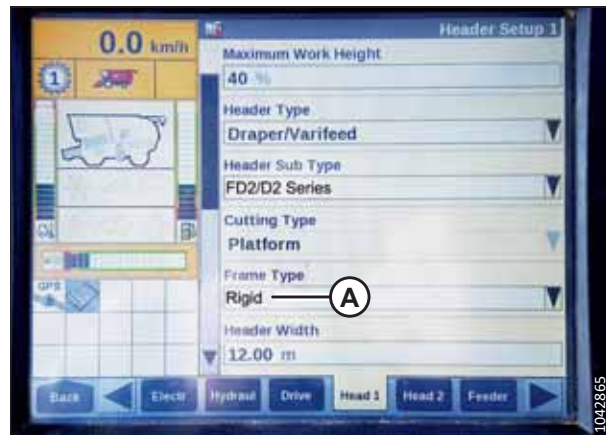 Header Setup 1
0.0 km/h
Maximum Work Height
40 %
1
Header Type
Draper/Varifeed
Header Sub Type
FD2/D2 Series
Cutting Type
Platform
Frame Type
Rigid
A
GPS
Header Width
12.00 m
Back
Electr
Hydraul
Drive
Head 1
Head 2
Feeder
1042865